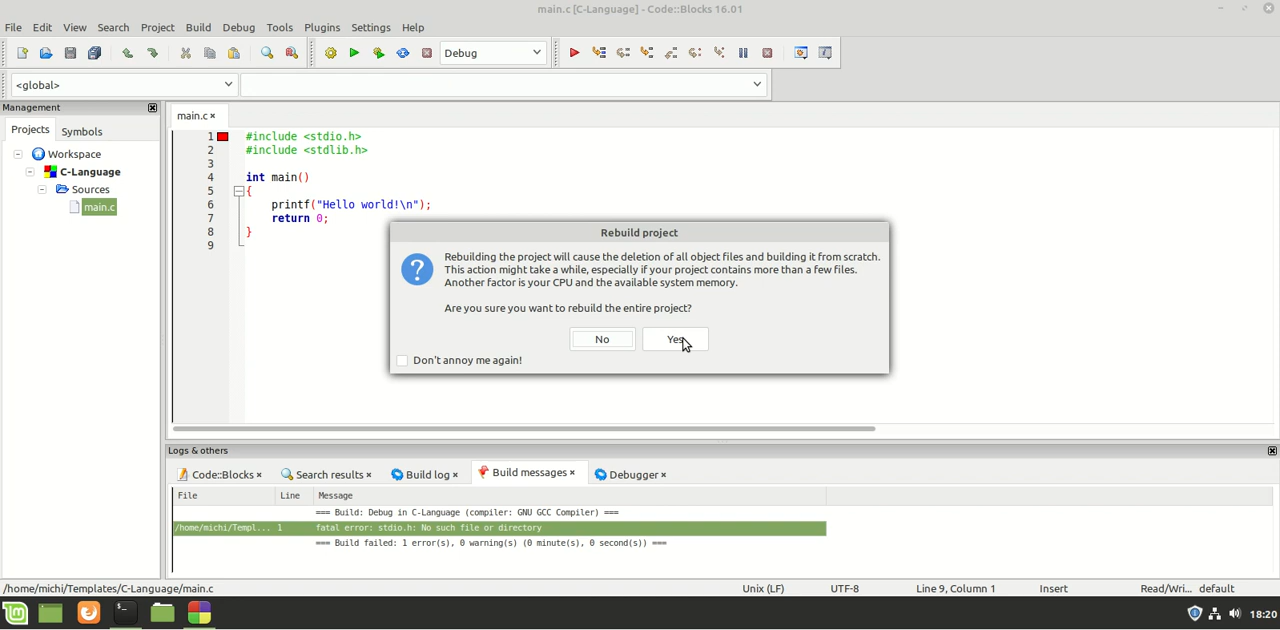 main.c [C-Language] - Code::Blocks 16.01
File Edit View Search Project Build Debug Tools Plugins Settings Help
Debug
<global>
Management
Projects Symbols
Workspace
C-Language
Sources
main.c
main.c
1 #include <stdio.h>
2 #include <stdlib.h>
3
4 int main()
5 {
6 printf("Hello world!\n");
7 return 0;
8 }
9
Rebuild project
Rebuilding the project will cause the deletion of all object files and building it from scratch.
This action might take a while, especially if your project contains more than a few files.
Another factor is your CPU and the available system memory.
Are you sure you want to rebuild the entire project?
No Yes
Don't annoy me again!
Logs & others
Code::Blocks Search results Build log Build messages Debugger
File Line Message
=== Build: Debug in C-Language (compiler: GNU GCC Compiler) ===
/home/michi/Templ... 1 fatal error: stdio.h: No such file or directory
=== Build failed: 1 error(s), 0 warning(s) (0 minute(s), 0 second(s)) ===
/home/michi/Templates/C-Language/main.c Unix (LF) UTF-8 Line 9, Column 1 Insert Read/Wri... default
18:20